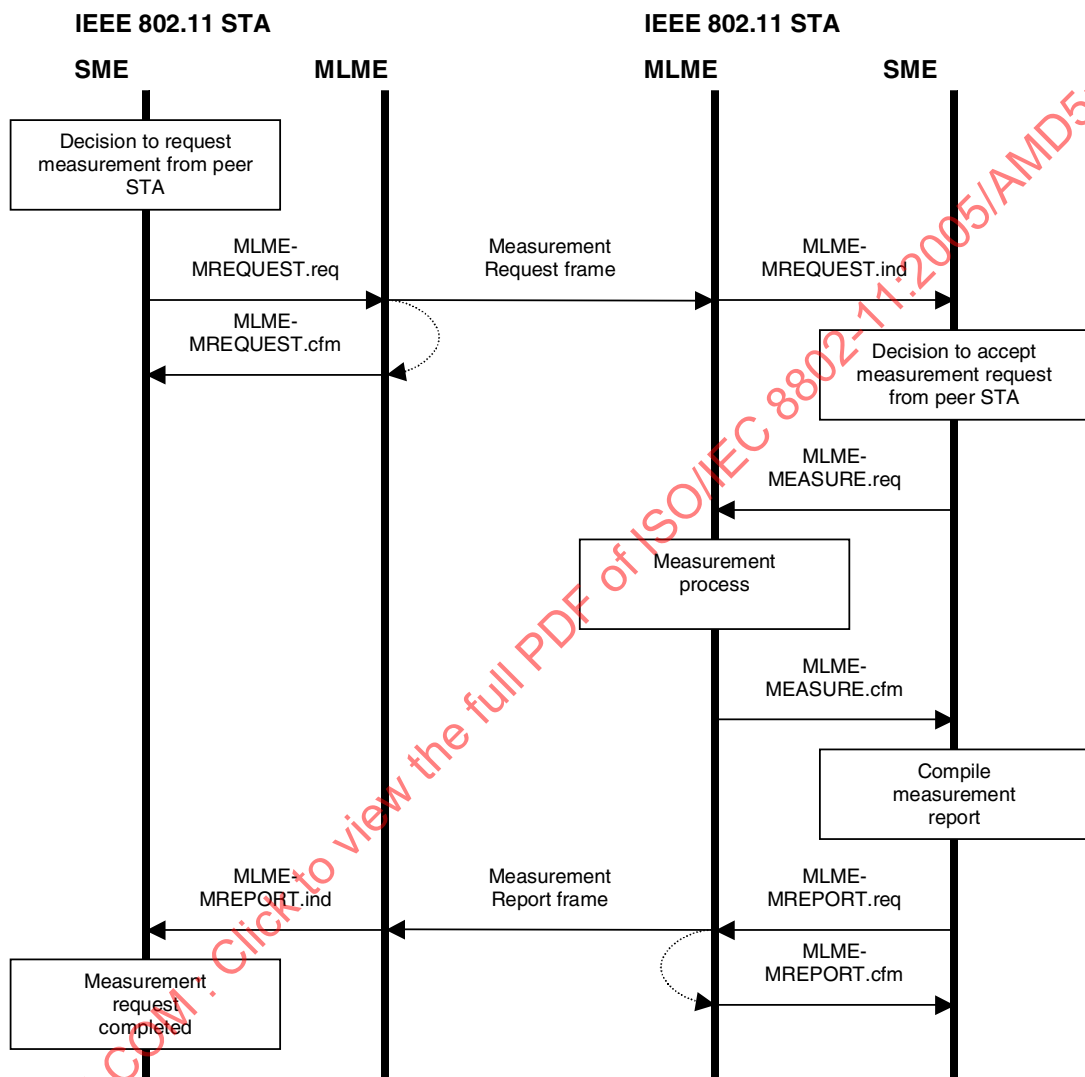 IEEE 802.11 STA
IEEE 802.11 STA
SME
MLME
MLME
SME
Decision to request
measurement from peer
STA
MLME-
MREQUEST.req
Measurement
Request frame
MLME-
MREQUEST.ind
MLME-
MREQUEST.cfm
Decision to accept
measurement request
from peer STA
MLME-
MEASURE.req
Measurement
process
MLME-
MEASURE.cfm
Compile
measurement
report
MLME-
MREPORT.ind
Measurement
Report frame
MLME-
MREPORT.req
MLME-
MREPORT.cfm
Measurement
request
completed
COM : Click to view the full PDF of ISO/IEC 8802-11:2005/AMD5